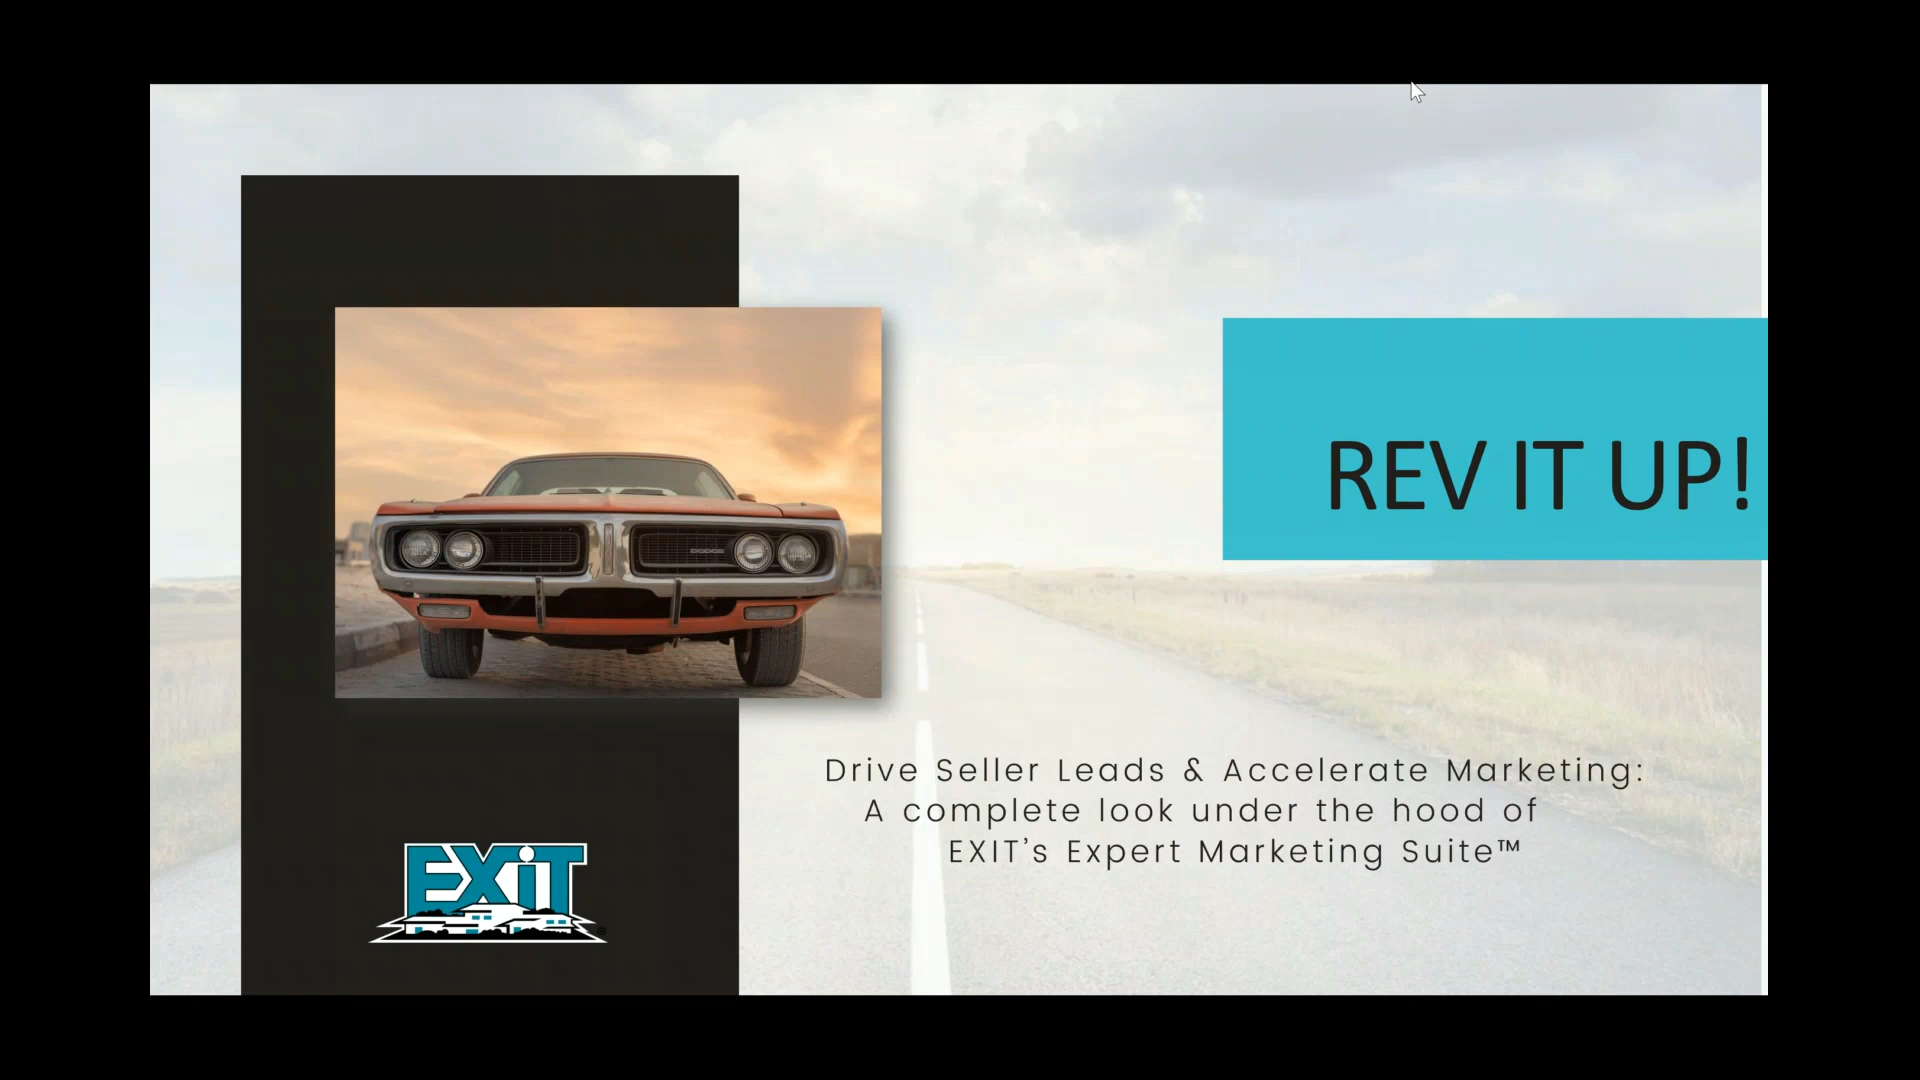 REV IT UP!
DODGE
Drive Seller Leads & Accelerate Marketing:
A complete look under the hood of
EXIT’s Expert Marketing Suite™
EXiT
®